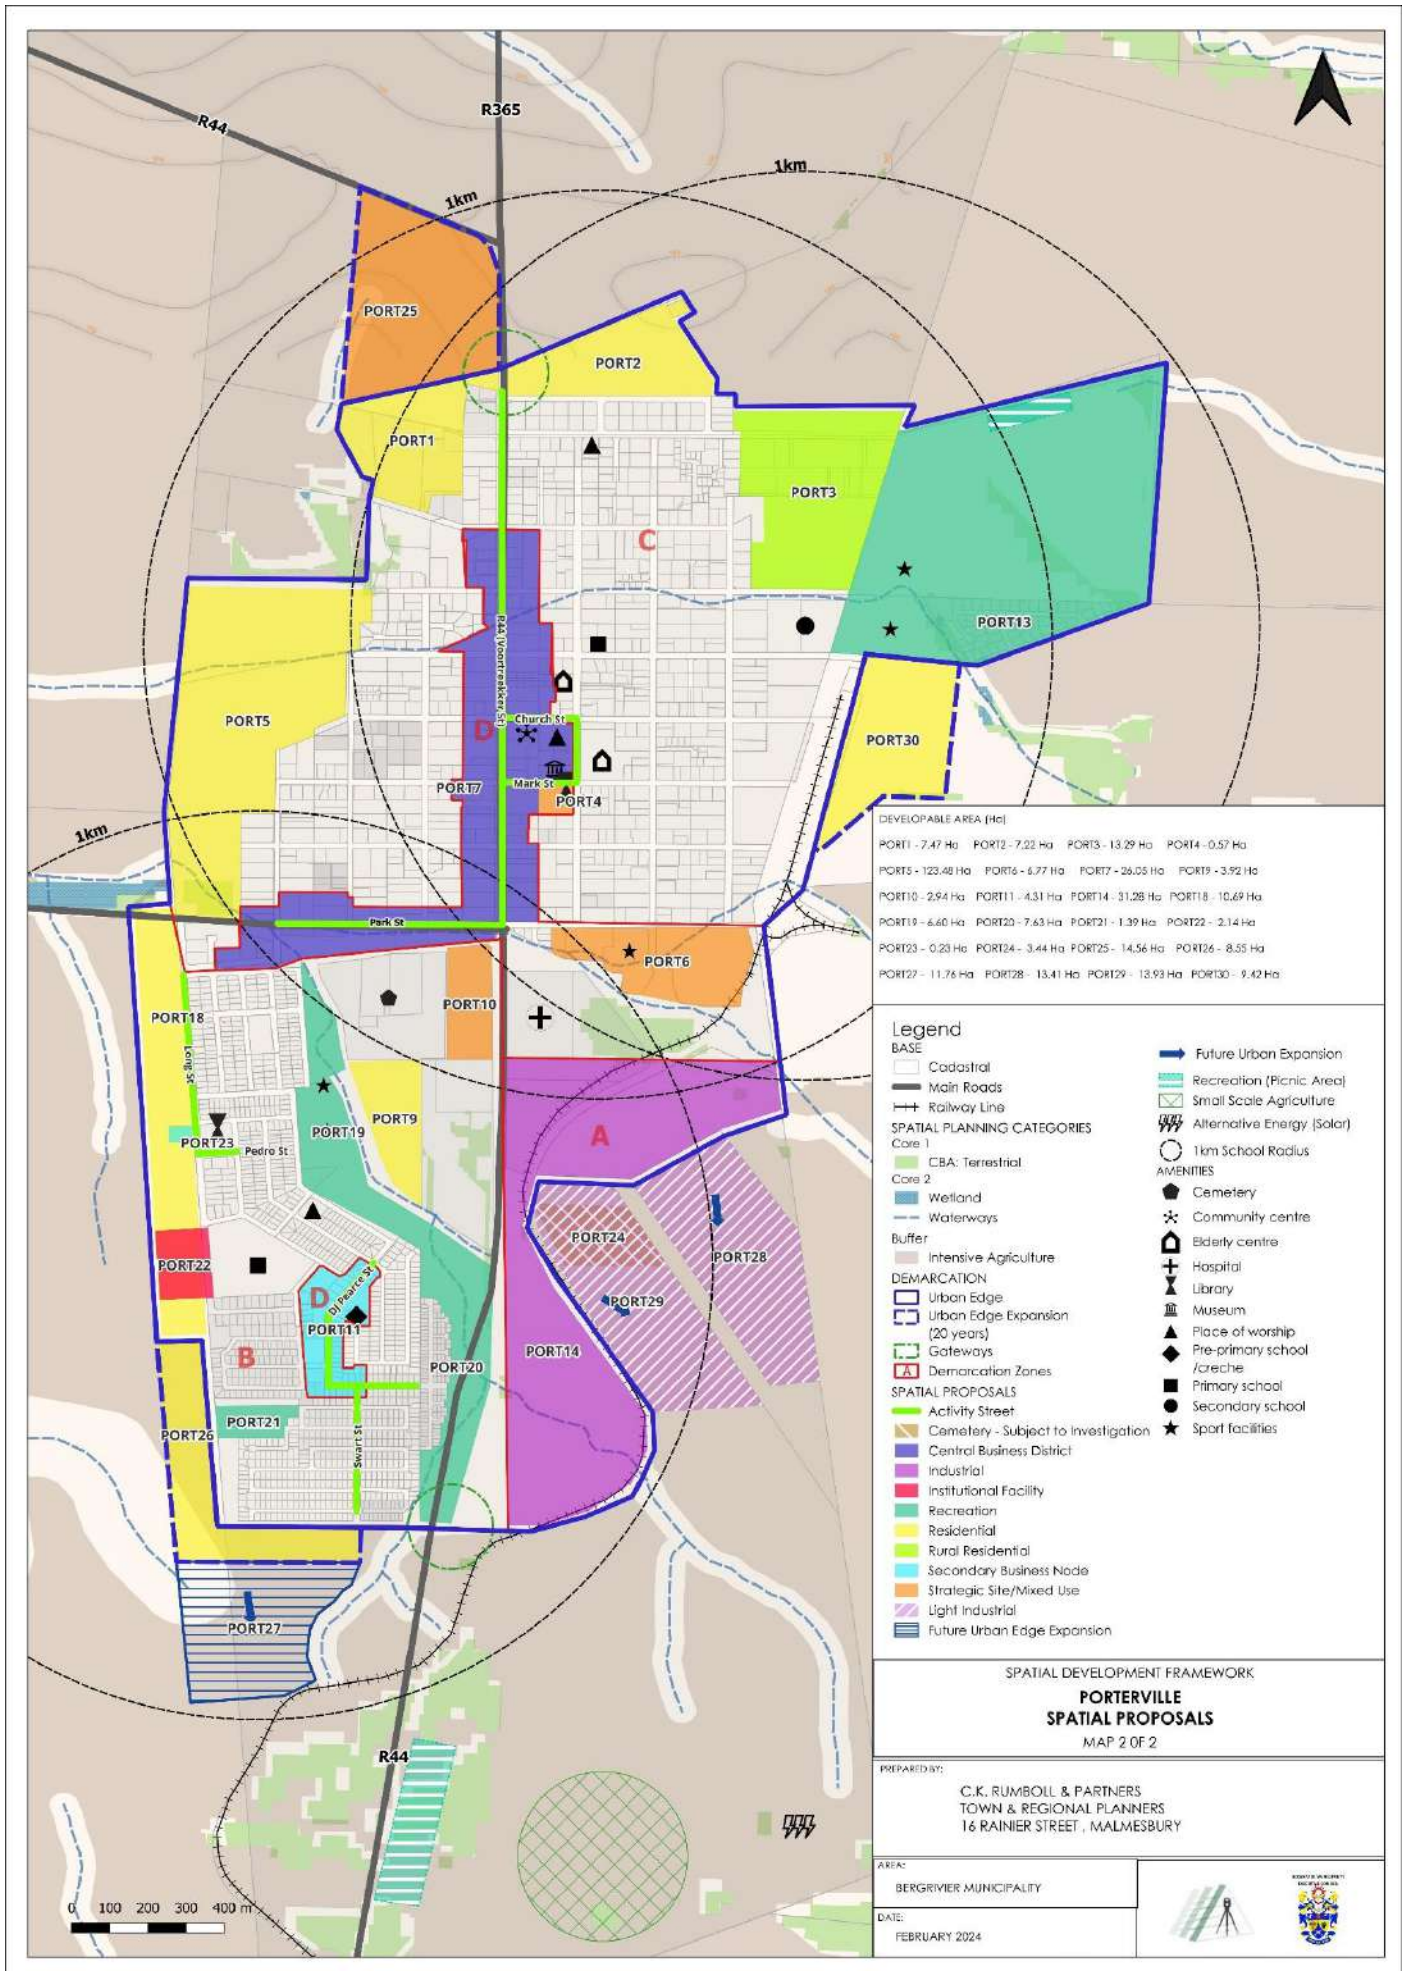 R44
R365
1km
1km
PORT25
PORT2
PORT1
PORT3
C
PORT13
R44 (Voortrekker St)
PORT5
Church St
D
PORT30
PORT7
Mark St
PORT4
1km
Park St
PORT6
PORT10
PORT18
Long St
PORT9
PORT19
PORT23
Pedro St
A
PORT24
PORT28
PORT22
PORT29
D
DJ Pearce St
PORT11
PORT14
B
PORT20
PORT21
PORT26
Swart St
PORT27
R44
0 100 200 300 400 m
DEVELOPABLE AREA (Ha)
PORT1 - 7.47 Ha PORT2 - 7.22 Ha PORT3 - 13.29 Ha PORT4 - 0.57 Ha
PORT5 - 123.48 Ha PORT6 - 6.77 Ha PORT7 - 26.05 Ha PORT9 - 3.92 Ha
PORT10 - 2.94 Ha PORT11 - 4.31 Ha PORT14 - 31.28 Ha PORT18 - 10.69 Ha
PORT19 - 6.60 Ha PORT20 - 7.63 Ha PORT21 - 1.39 Ha PORT22 - 2.14 Ha
PORT23 - 0.23 Ha PORT24 - 3.44 Ha PORT25 - 14.56 Ha PORT26 - 8.55 Ha
PORT27 - 11.76 Ha PORT28 - 13.41 Ha PORT29 - 13.93 Ha PORT30 - 9.42 Ha
Legend
BASE
Cadastral
Main Roads
Railway Line
SPATIAL PLANNING CATEGORIES
Core 1
CBA: Terrestrial
Core 2
Wetland
Waterways
Buffer
Intensive Agriculture
DEMARCATION
Urban Edge
Urban Edge Expansion
(20 years)
Gateways
A Demarcation Zones
SPATIAL PROPOSALS
Activity Street
Cemetery - Subject to Investigation
Central Business District
Industrial
Institutional Facility
Recreation
Residential
Rural Residential
Secondary Business Node
Strategic Site/Mixed Use
Light Industrial
Future Urban Edge Expansion
Future Urban Expansion
Recreation (Picnic Area)
Small Scale Agriculture
Alternative Energy (Solar)
1km School Radius
AMENITIES
Cemetery
Community centre
Elderly centre
Hospital
Library
Museum
Place of worship
Pre-primary school
/creche
Primary school
Secondary school
Sport facilities
SPATIAL DEVELOPMENT FRAMEWORK
PORTERVILLE
SPATIAL PROPOSALS
MAP 2 OF 2
PREPARED BY:
C.K. RUMBOLL & PARTNERS
TOWN & REGIONAL PLANNERS
16 RAINIER STREET , MALMESBURY
AREA:
BERGRIVIER MUNICIPALITY
DATE:
FEBRUARY 2024